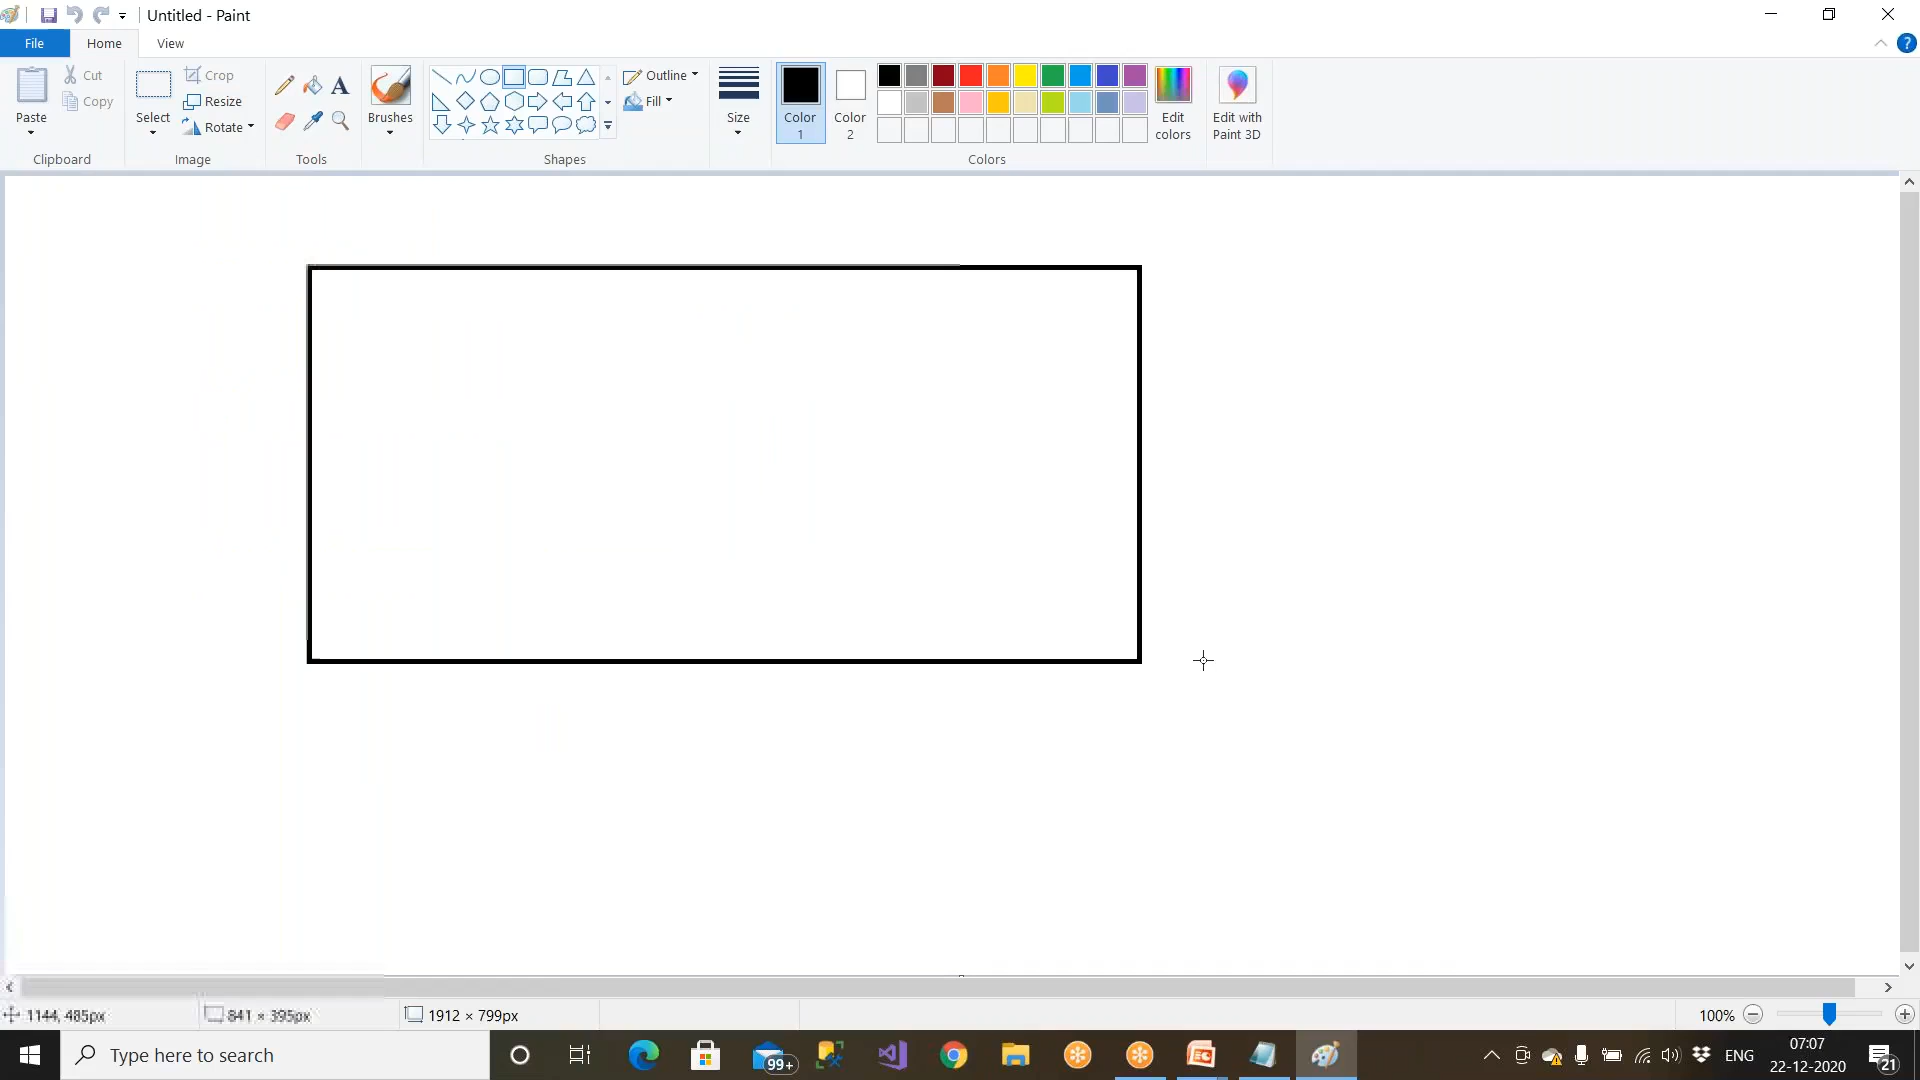 Untitled - Paint
File Home View
Paste
Cut
Copy
Clipboard
Select
Crop
Resize
Rotate
Image
A
Tools
Brushes
Shapes
Outline
Fill
Size
Color 1
Color 2
Edit colors
Colors
Edit with Paint 3D
1144, 485px
841 × 395px
1912 × 799px
100%
Type here to search
99+
ENG
07:07
22-12-2020
21